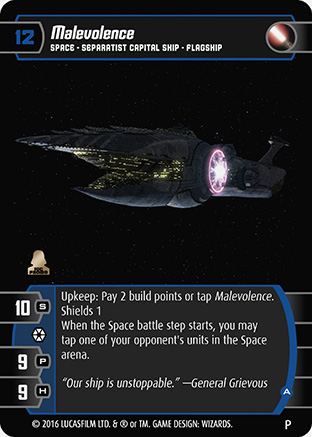 12
Malevolence
SPACE - SEPARATIST CAPITAL SHIP - FLAGSHIP
10 S
9 P
9 H
Upkeep: Pay 2 build points or tap Malevolence.
Shields 1
When the Space battle step starts, you may
tap one of your opponent's units in the Space
arena.
“Our ship is unstoppable.” —General Grievous
A
© 2016 LUCASFILM LTD. & ® or TM. GAME DESIGN: WIZARDS.
P